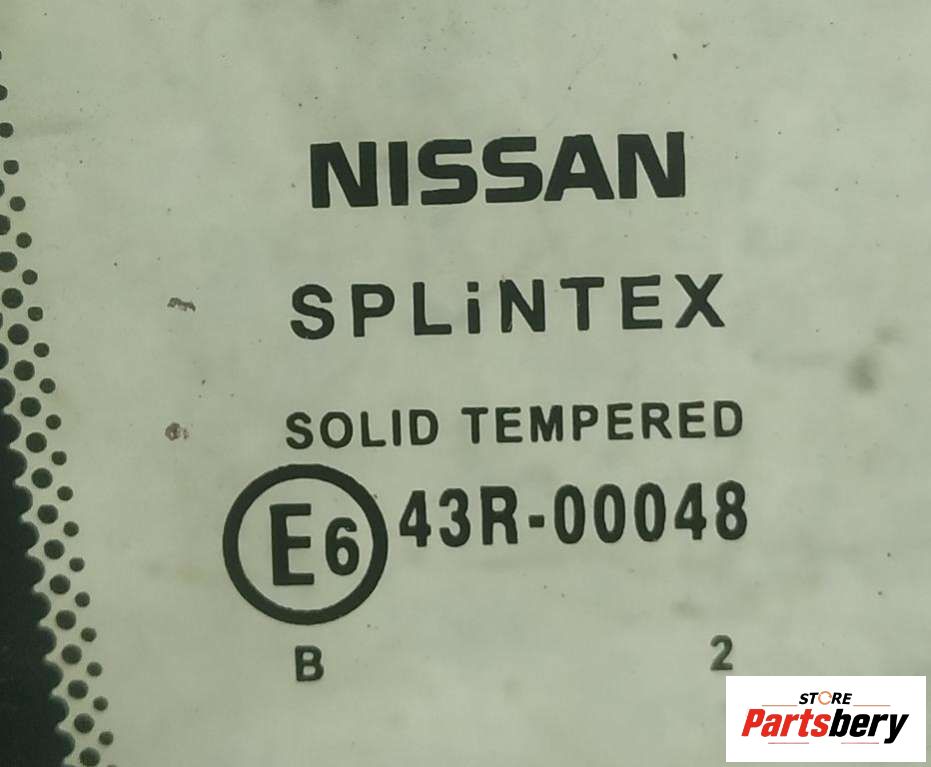 NISSAN
SPLiNTEX
SOLID TEMPERED
E6 43R-00048
B 2
STORE
Partsbery